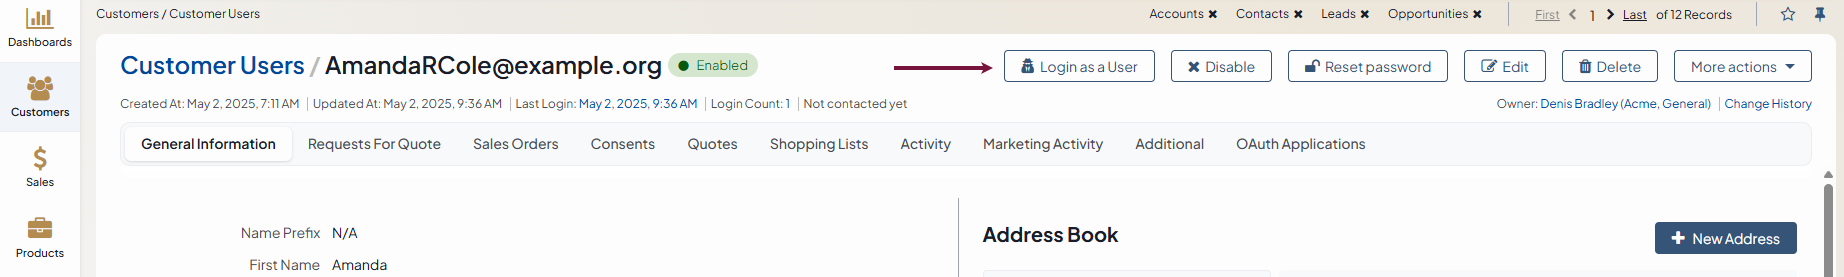 Dashboards
Customers
Sales
Products
Customers / Customer Users
Accounts Contacts Leads Opportunities First 1 Last of 12 Records
Customer Users / AmandaRCole@example.org Enabled
Login as a User Disable Reset password Edit Delete More actions
Created At: May 2, 2025, 7:11 AM Updated At: May 2, 2025, 9:36 AM Last Login: May 2, 2025, 9:36 AM Login Count: 1 Not contacted yet
Owner: Denis Bradley (Acme, General) Change History
General Information Requests For Quote Sales Orders Consents Quotes Shopping Lists Activity Marketing Activity Additional OAuth Applications
Name Prefix N/A
First Name Amanda
Address Book
New Address